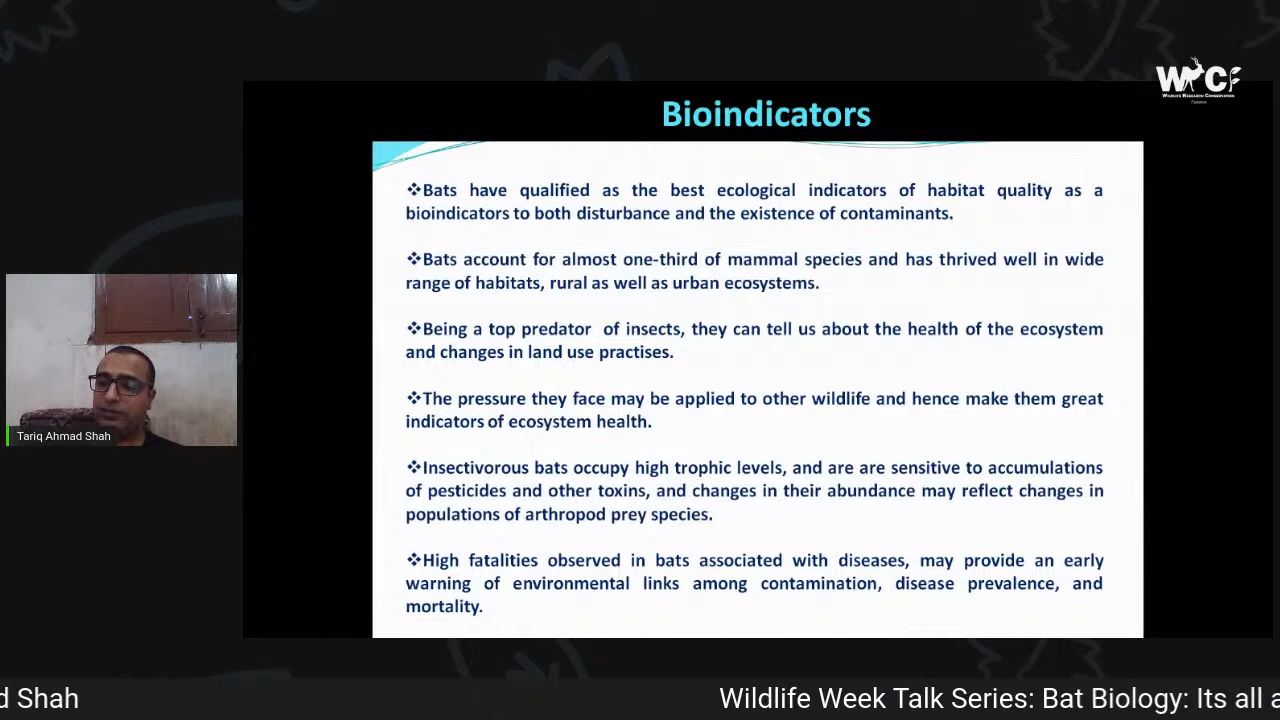 WRCF
WILDLIFE RESEARCH CONSERVATION
Bioindicators
❖Bats have qualified as the best ecological indicators of habitat quality as a
bioindicators to both disturbance and the existence of contaminants.
❖Bats account for almost one-third of mammal species and has thrived well in wide
range of habitats, rural as well as urban ecosystems.
❖Being a top predator of insects, they can tell us about the health of the ecosystem
and changes in land use practises.
❖The pressure they face may be applied to other wildlife and hence make them great
indicators of ecosystem health.
❖Insectivorous bats occupy high trophic levels, and are are sensitive to accumulations
of pesticides and other toxins, and changes in their abundance may reflect changes in
populations of arthropod prey species.
❖High fatalities observed in bats associated with diseases, may provide an early
warning of environmental links among contamination, disease prevalence, and
mortality.
Tariq Ahmad Shah
d Shah
Wildlife Week Talk Series: Bat Biology: Its all a